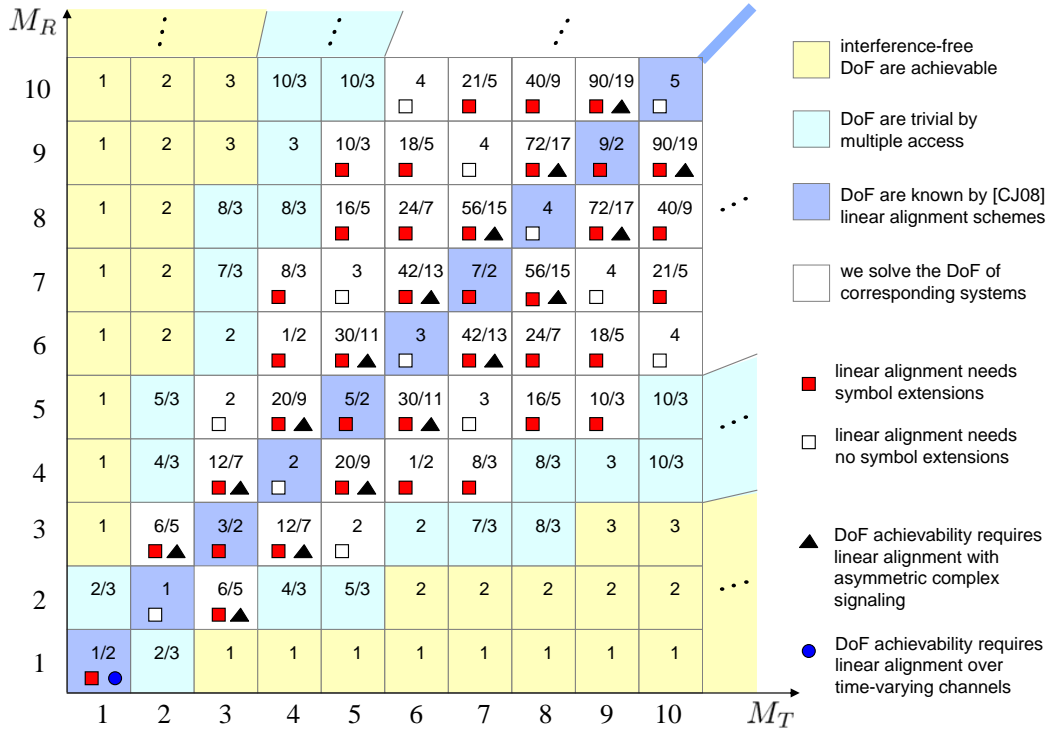 M_R
10 1 2 3 10/3 10/3 4 21/5 40/9 90/19 5
9 1 2 3 3 10/3 18/5 4 72/17 9/2 90/19
8 1 2 8/3 8/3 16/5 24/7 56/15 4 72/17 40/9
7 1 2 7/3 8/3 3 42/13 7/2 56/15 4 21/5
6 1 2 2 1/2 30/11 3 42/13 24/7 18/5 4
5 1 5/3 2 20/9 5/2 30/11 3 16/5 10/3 10/3
4 1 4/3 12/7 2 20/9 1/2 8/3 8/3 3 10/3
3 1 6/5 3/2 12/7 2 2 7/3 8/3 3 3
2 2/3 1 6/5 4/3 5/3 2 2 2 2 2
1 1/2 2/3 1 1 1 1 1 1 1 1
1 2 3 4 5 6 7 8 9 10 M_T
interference-free
DoF are achievable
DoF are trivial by
multiple access
DoF are known by [CJ08]
linear alignment schemes
we solve the DoF of
corresponding systems
linear alignment needs
symbol extensions
linear alignment needs
no symbol extensions
DoF achievability requires
linear alignment with
asymmetric complex
signaling
DoF achievability requires
linear alignment over
time-varying channels